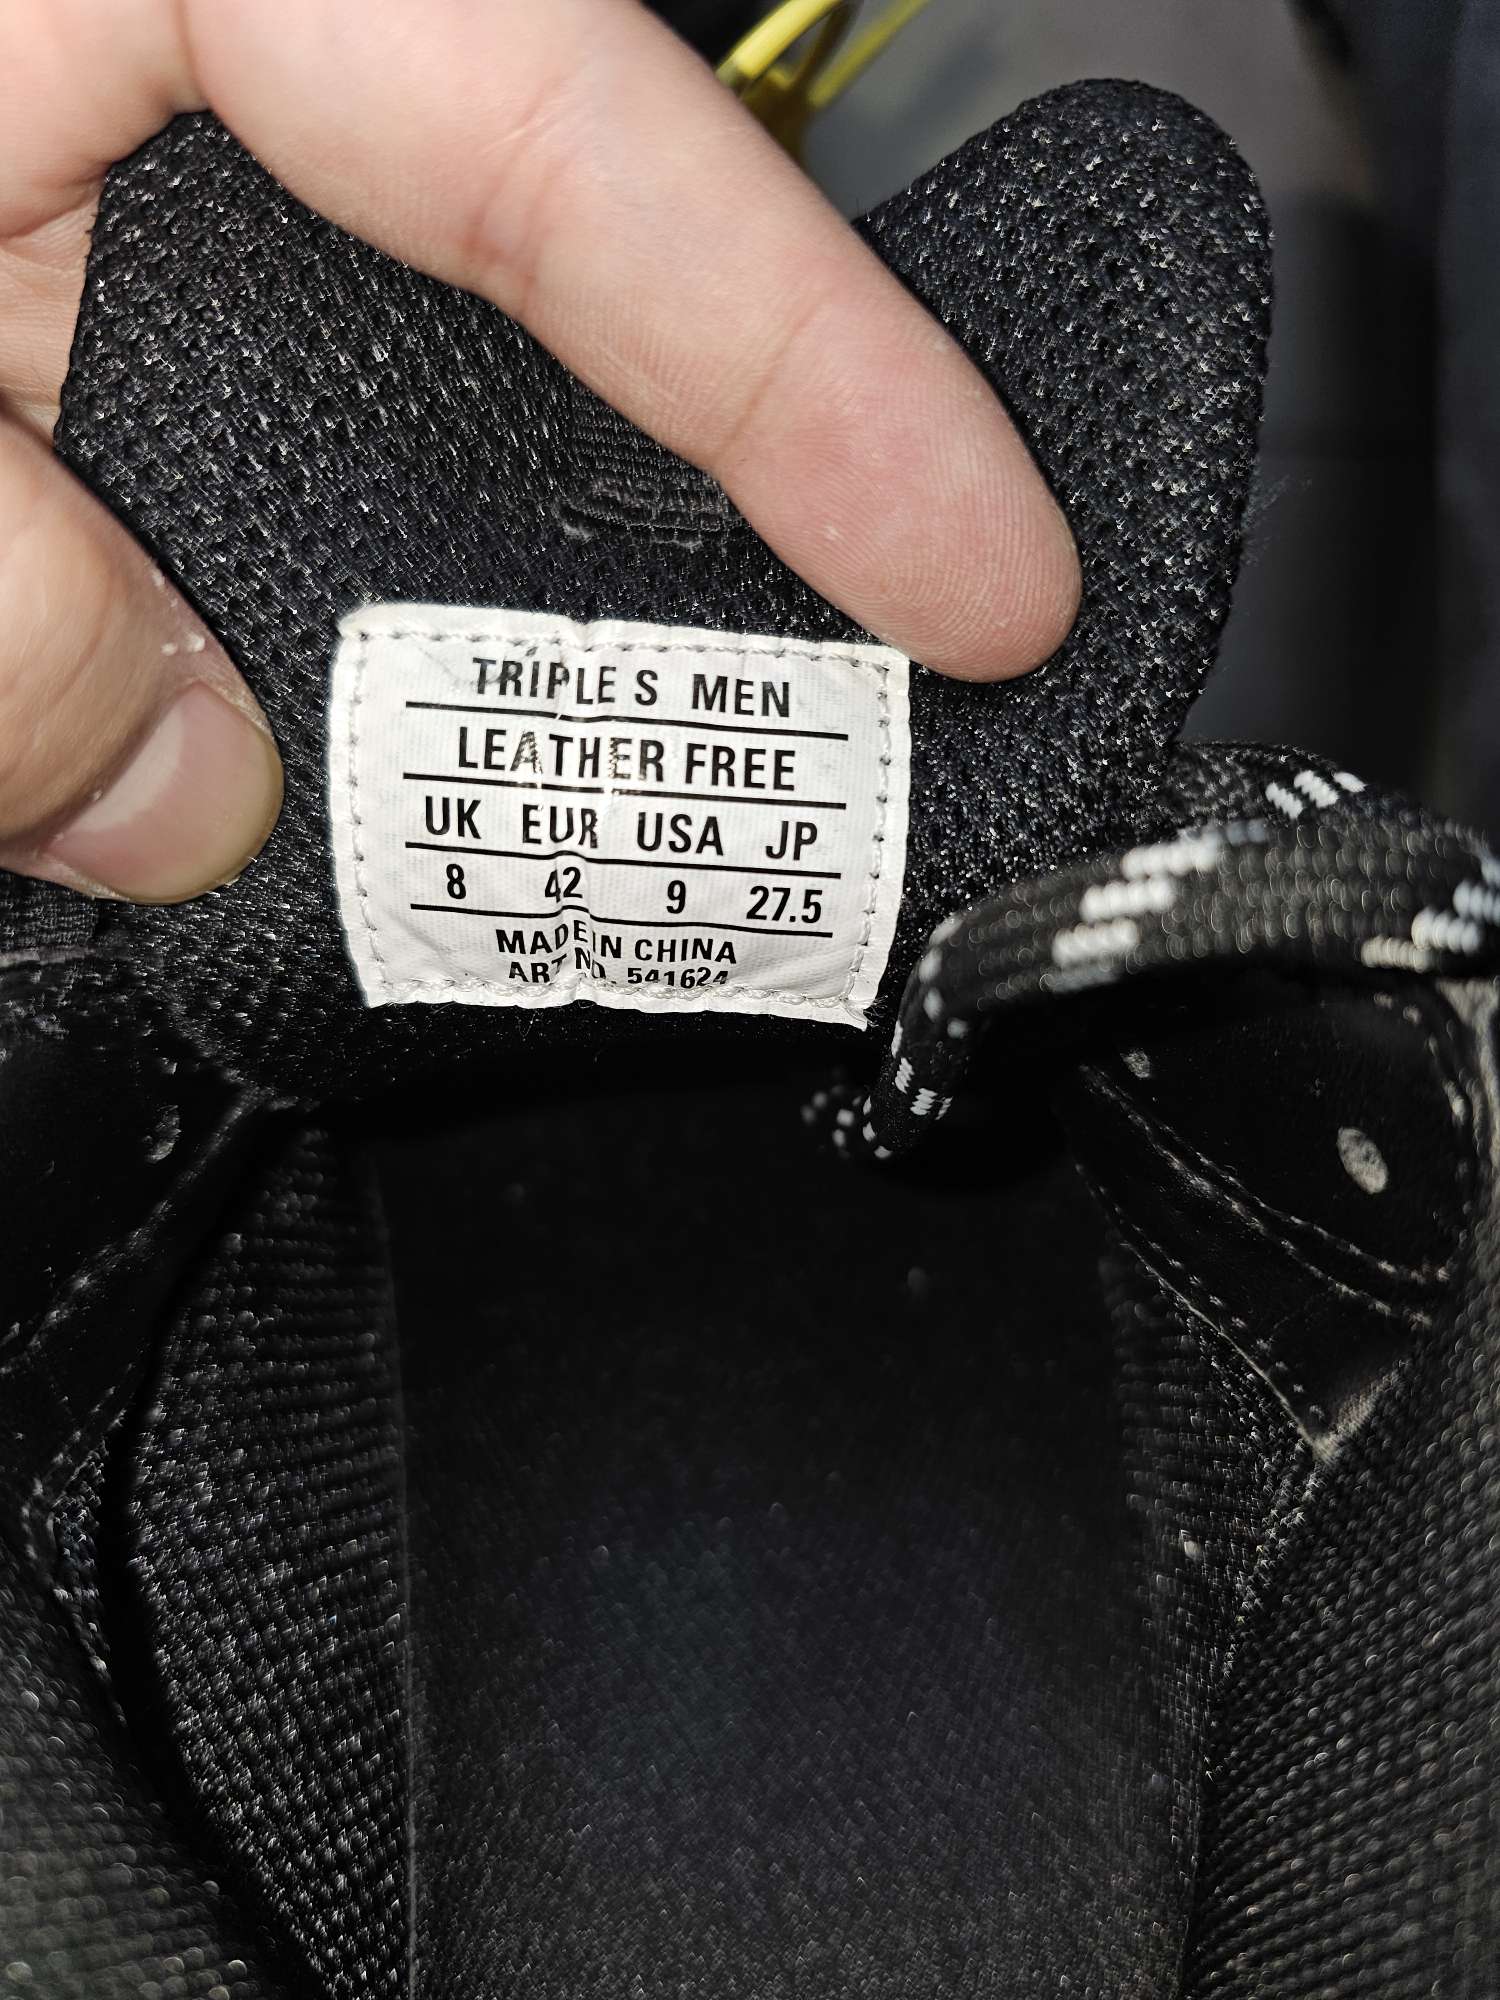 TRIPLE S MEN
LEATHER FREE
UK EUR USA JP
8 42 9 27.5
MADE IN CHINA
ART NO. 541624